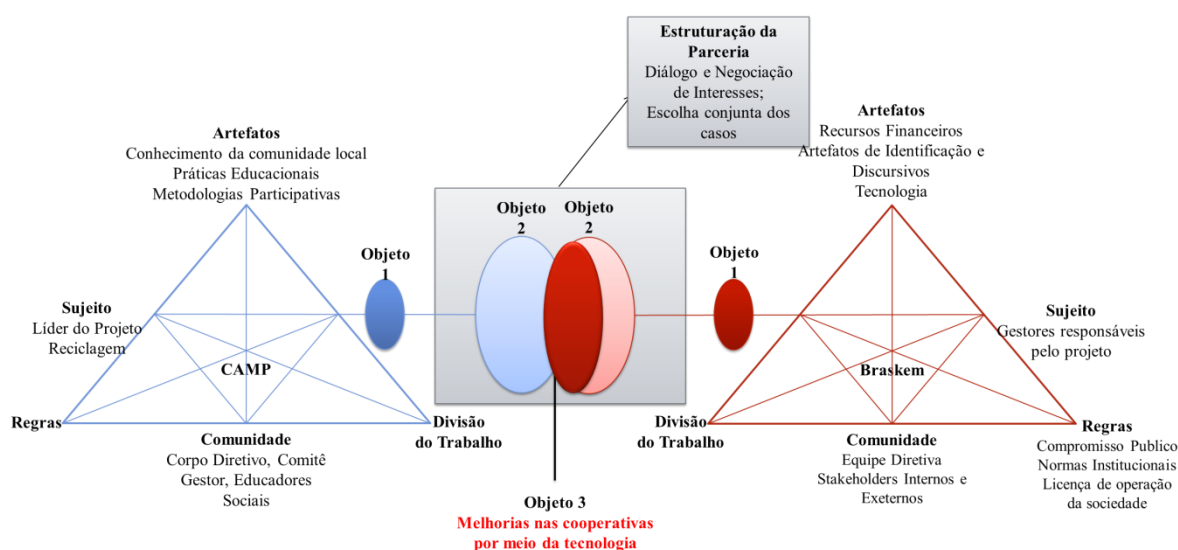 Estruturação da
Parceria
Diálogo e Negociação
de Interesses;
Escolha conjunta dos
casos
Artefatos
Conhecimento da comunidade local
Práticas Educacionais
Metodologias Participativas
Artefatos
Recursos Financeiros
Artefatos de Identificação e
Discursivos
Tecnologia
Objeto
1
Objeto
2
Objeto
2
Objeto
1
Sujeito
Líder do Projeto
Reciclagem
CAMP
Sujeito
Gestores responsáveis
pelo projeto
Braskem
Regras
Comunidade
Corpo Diretivo, Comitê
Gestor, Educadores
Sociais
Divisão
do Trabalho
Divisão
do Trabalho
Comunidade
Equipe Diretiva
Stakeholders Internos e
Exeternos
Regras
Compromisso Publico
Normas Institucionais
Licença de operação
da sociedade
Objeto 3
Melhorias nas cooperativas
por meio da tecnologia